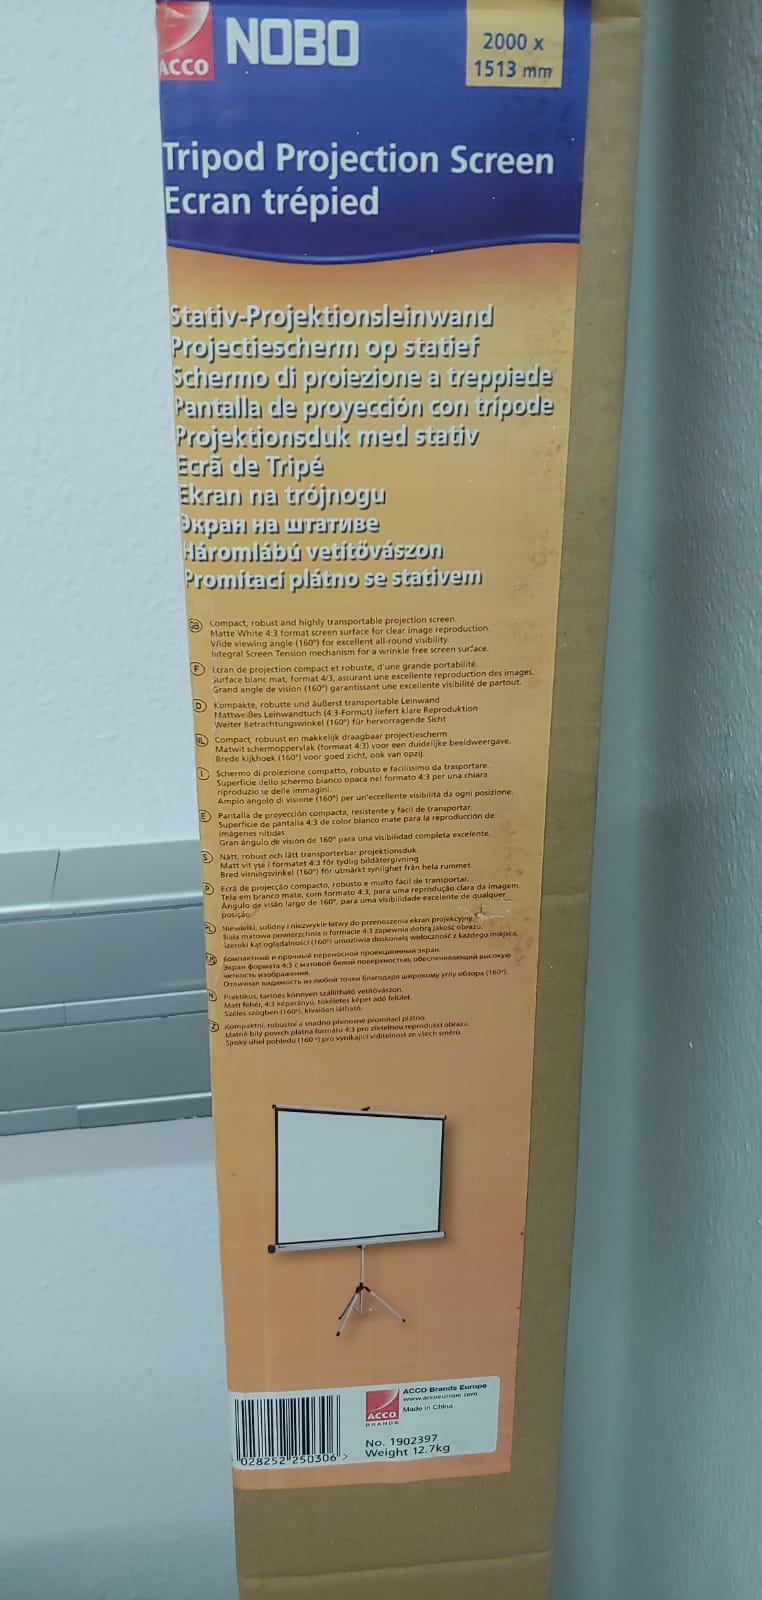 ACCO
NOBO
2000 x
1513 mm
Tripod Projection Screen
Ecran trépied
Stativ-Projektionsleinwand
Projectiescherm op statief
Schermo di proiezione a treppiede
Pantalla de proyección con trípode
Projektionsduk med stativ
Ecrã de Tripé
Ekran na trójnogu
Экран на штативе
Háromlábú vetítővászon
Promítací plátno se stativem
GB Compact, robust and highly transportable projection screen
Matte White 4:3 format screen surface for clear image reproduction.
Wide viewing angle (160°) for excellent all-round visibility.
Integral Screen Tension mechanism for a wrinkle free screen surface.
F Ecran de projection compact et robuste, d'une grande portabilité.
Surface blanc mat, format 4/3, assurant une excellente reproduction des images.
Grand angle de vision (160°) garantissant une excellente visibilité de partout.
D Kompakte, robuste und äußerst transportable Leinwand
Mattweißes Leinwandtuch (4:3-Format) liefert klare Reproduktion
Weiter Betrachtungswinkel (160°) für hervorragende Sicht
NL Compact, robuust en makkelijk draagbaar projectiescherm.
Matwit schermoppervlak (formaat 4:3) voor een duidelijke beeldweergave.
Brede kijkhoek (160°) voor goed zicht, ook van opzij.
I Schermo di proiezione compatto, robusto e facilissimo da trasportare.
Superficie dello schermo bianco opaca nel formato 4:3 per una chiara
riproduzione delle immagini.
Ampio angolo di visione (160°) per un'eccellente visibilità da ogni posizione.
E Pantalla de proyección compacta, resistente y fácil de transportar.
Superficie de pantalla 4:3 de color blanco mate para la reproducción de
imágenes nítidas
Gran ángulo de visión de 160° para una visibilidad completa excelente.
S Nätt, robust och lätt transporterbar projektionsduk.
Matt vit yta i formatet 4:3 för tydlig bildåtergivning
Bred visningsvinkel (160°) för utmärkt synlighet från hela rummet.
P Ecrã de projecção compacto, robusto e muito fácil de transportar.
Tela em branco mate, com formato 4:3, para uma reprodução clara da imagem.
Ângulo de visão largo de 160°, para uma visibilidade excelente de qualquer
posição.
PL Niewielki, solidny i niezwykle łatwy do przenoszenia ekran projekcyjny.
Biała matowa powierzchnia o formacie 4:3 zapewnia dobrą jakość obrazu.
Szeroki kąt oglądalności (160°) umożliwia doskonałą widoczność z każdego miejsca.
Компактный и прочный переносной проекционный экран.
Экран формата 4:3 с матовой белой поверхностью, обеспечивающий высокую
четкость изображения.
Отличная видимость из любой точки благодаря широкому углу обзора (160°).
H Praktikus, tartós könnyen szállítható vetítővászon.
Matt fehér, 4:3 képarányú, tökéletes képet adó felület.
Széles szögben (160°), kiválóan látható.
Kompaktní, robustní a snadno přenosné promítací plátno.
Matně bílý povrch plátna formátu 4:3 pro zřetelnou reprodukci obrazu.
Široký úhel pohledu (160°) pro vynikající viditelnost ze všech směrů.
028252 250306 >
ACCO
BRANDS
ACCO Brands Europe
www.accoeurope.com
Made in China
No. 1902397
Weight 12.7kg